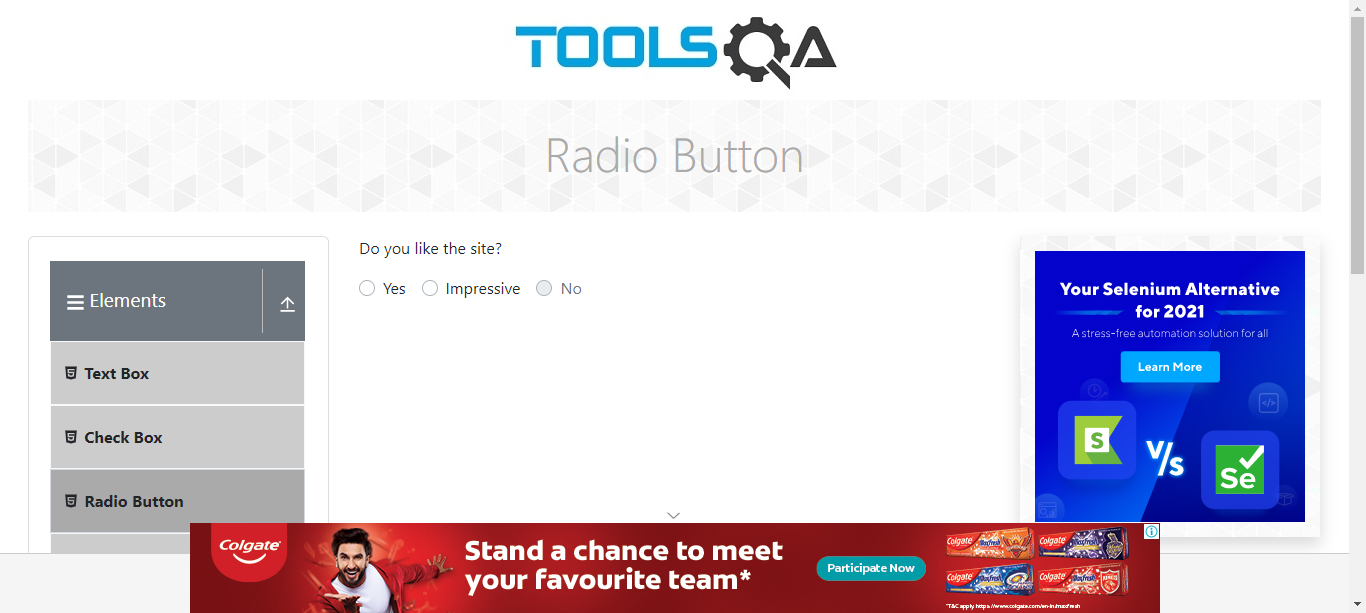 TOOLSQA
Radio Button
Elements
Text Box
Check Box
Radio Button
Do you like the site?
Yes
Impressive
No
Your Selenium Alternative
for 2021
A stress-free automation solution for all
Learn More
S
V/s
Se
Colgate
Stand a chance to meet
your favourite team*
Participate Now
Colgate MaxFresh
Colgate MaxFresh
Colgate MaxFresh
Colgate MaxFresh
*T&C apply. https://www.colgate.com/en-in/maxfresh